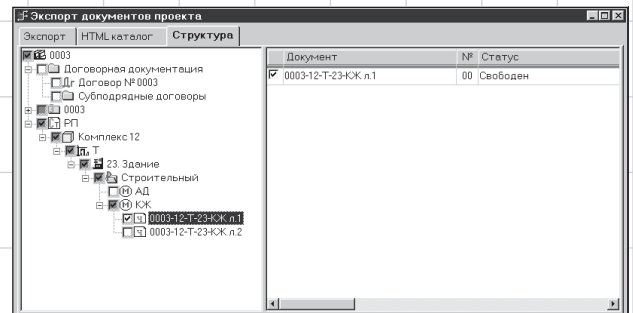 Экспорт документов проекта
Экспорт HTML каталог Структура
0003
Договорная документация
Дг Договор № 0003
Субподрядные договоры
0003
РП
Комплекс 12
Т
23. Здание
Строительный
АД
КЖ
0003-12-Т-23-КЖ л.1
0003-12-Т-23-КЖ л.2
Документ № Статус
0003-12-Т-23-КЖ л.1 00 Свободен